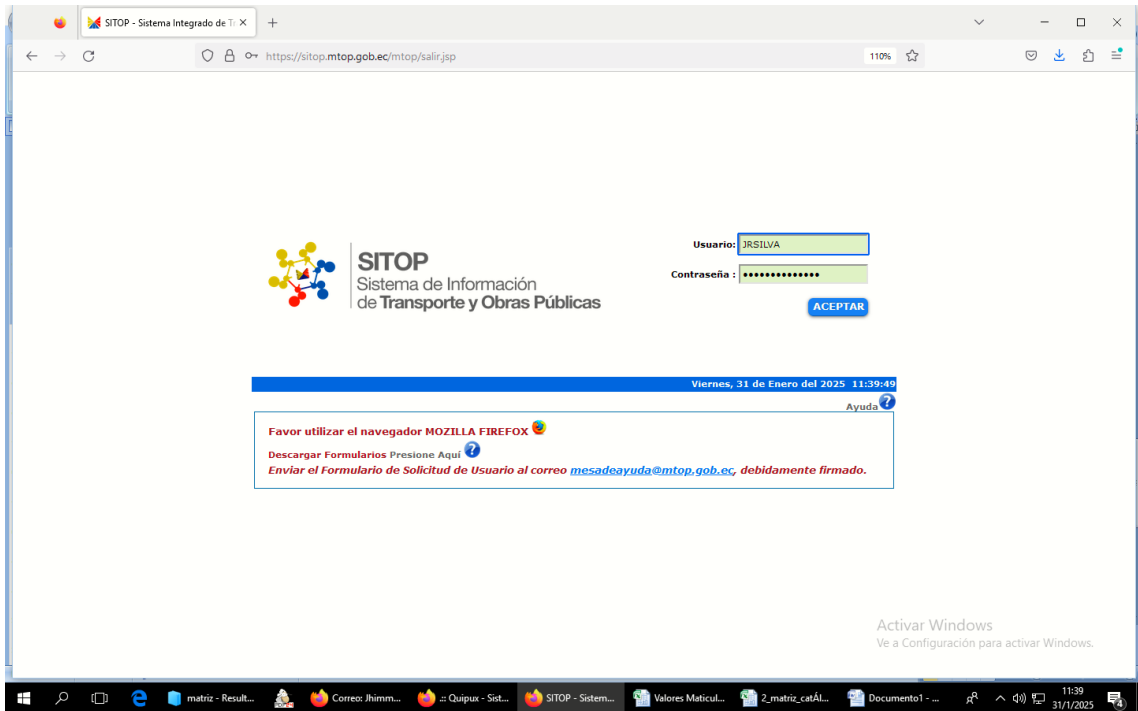 SITOP - Sistema Integrado de Tr
https://sitop.mtop.gob.ec/mtop/salir.jsp
110%
SITOP
Sistema de Información
de Transporte y Obras Públicas
Usuario: JRSILVA
Contraseña : ••••••••••••••
ACEPTAR
Viernes, 31 de Enero del 2025 11:39:49
Ayuda
Favor utilizar el navegador MOZILLA FIREFOX
Descargar Formularios Presione Aquí
Enviar el Formulario de Solicitud de Usuario al correo mesadeayuda@mtop.gob.ec, debidamente firmado.
Activar Windows
Ve a Configuración para activar Windows.
matriz - Result... Correo: Jhimm... .:: Quipux - Sist... SITOP - Sistem... Valores Maticul... 2_matriz_catÁl... Documento1 - ... 11:39
31/1/2025
4